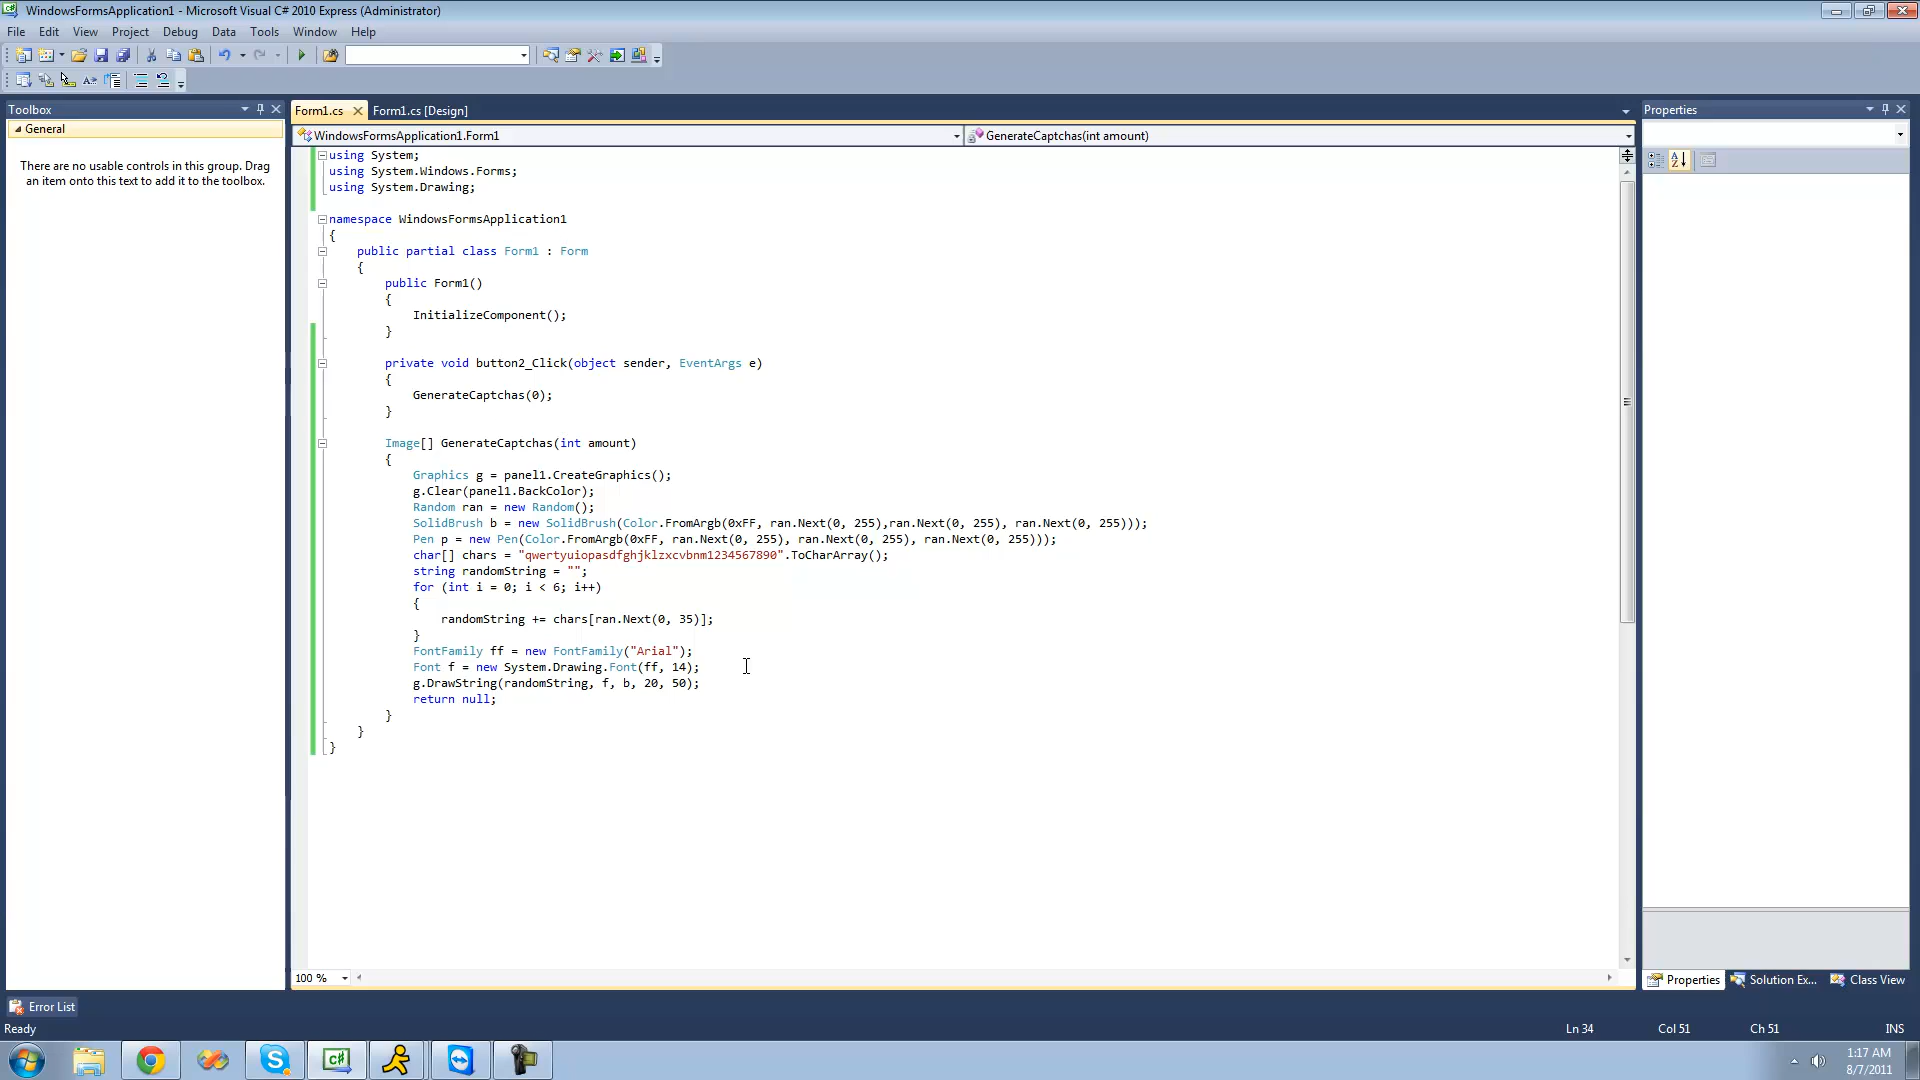 WindowsFormsApplication1 - Microsoft Visual C# 2010 Express (Administrator)
File Edit View Project Debug Data Tools Window Help
Toolbox
General
There are no usable controls in this group. Drag
an item onto this text to add it to the toolbox.
Form1.cs Form1.cs [Design]
WindowsFormsApplication1.Form1 GenerateCaptchas(int amount)
using System;
using System.Windows.Forms;
using System.Drawing;
namespace WindowsFormsApplication1
{
public partial class Form1 : Form
{
public Form1()
{
InitializeComponent();
}
private void button2_Click(object sender, EventArgs e)
{
GenerateCaptchas(0);
}
Image[] GenerateCaptchas(int amount)
{
Graphics g = panel1.CreateGraphics();
g.Clear(panel1.BackColor);
Random ran = new Random();
SolidBrush b = new SolidBrush(Color.FromArgb(0xFF, ran.Next(0, 255),ran.Next(0, 255), ran.Next(0, 255)));
Pen p = new Pen(Color.FromArgb(0xFF, ran.Next(0, 255), ran.Next(0, 255), ran.Next(0, 255)));
char[] chars = "qwertyuiopasdfghjklzxcvbnm1234567890".ToCharArray();
string randomString = "";
for (int i = 0; i < 6; i++)
{
randomString += chars[ran.Next(0, 35)];
}
FontFamily ff = new FontFamily("Arial");
Font f = new System.Drawing.Font(ff, 14);
g.DrawString(randomString, f, b, 20, 50);
return null;
}
}
}
100 %
Properties
Properties Solution Ex... Class View
Error List
Ready Ln 34 Col 51 Ch 51 INS
1:17 AM
8/7/2011